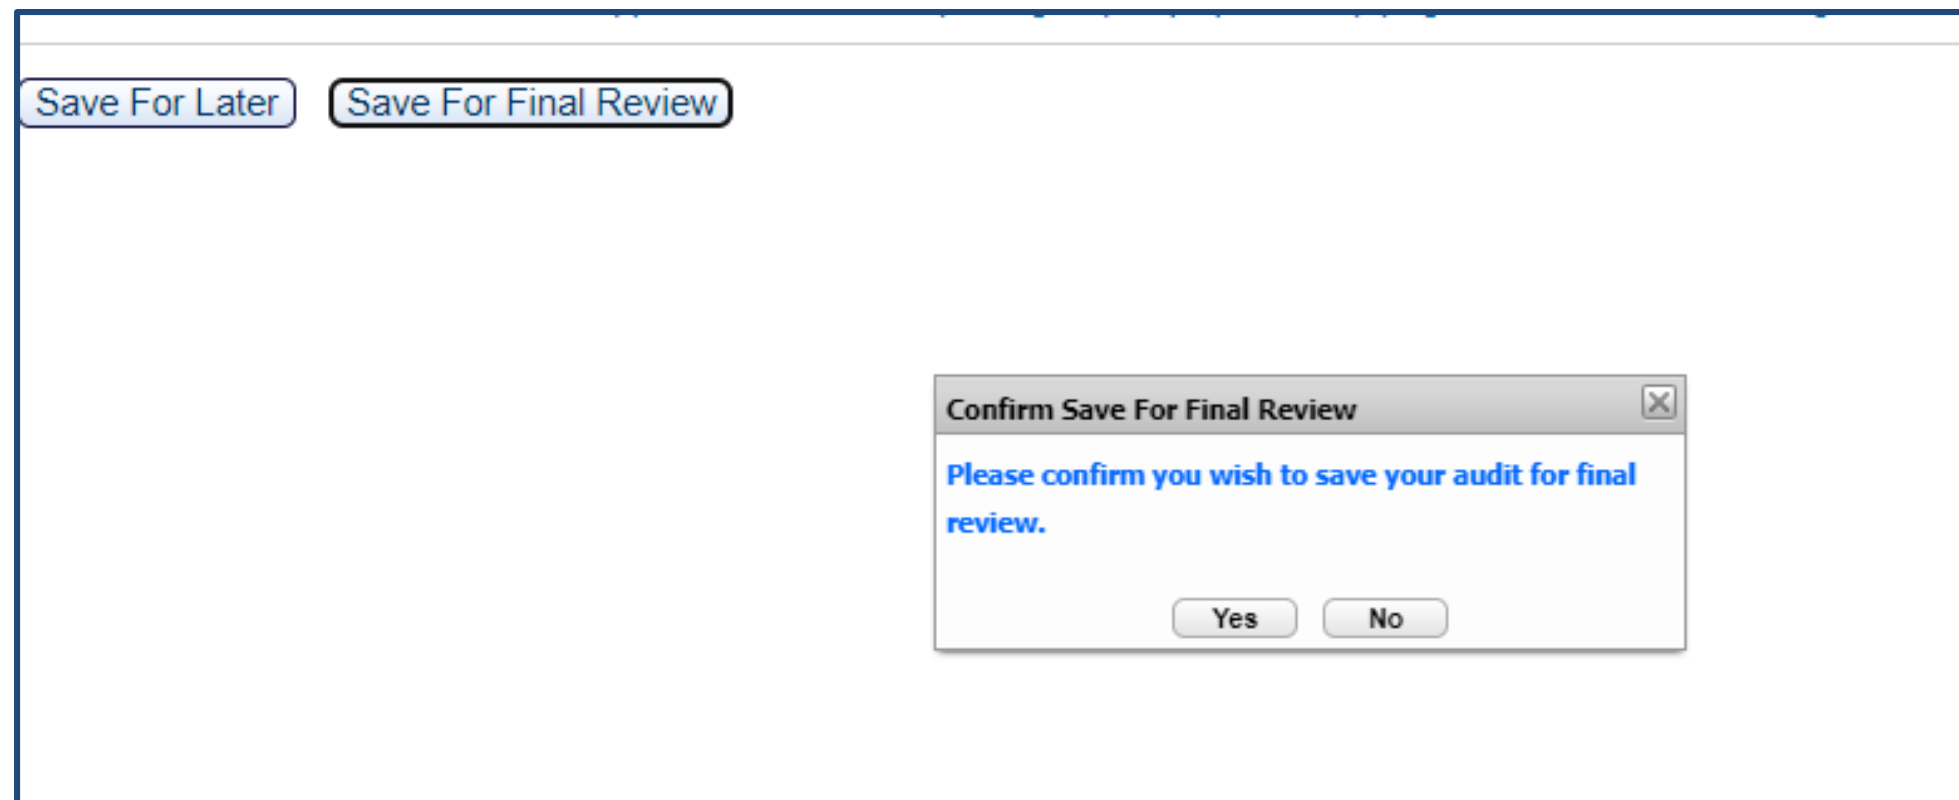 Save For Later Save For Final Review
Confirm Save For Final Review
Please confirm you wish to save your audit for final
review.
Yes No